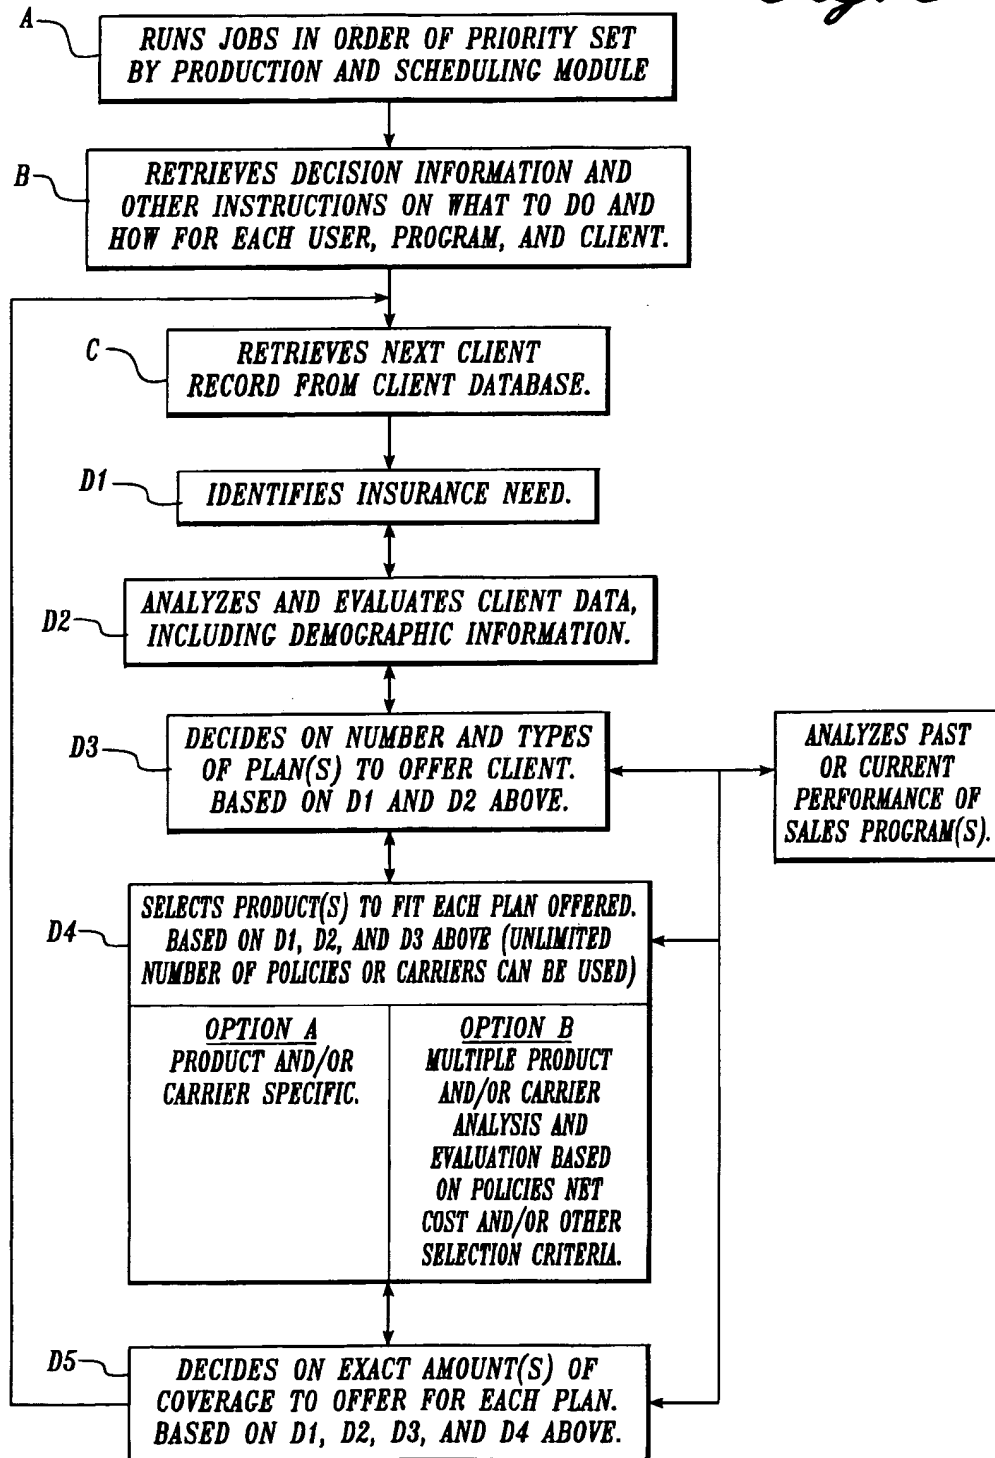 Fig.
A
RUNS JOBS IN ORDER OF PRIORITY SET
BY PRODUCTION AND SCHEDULING MODULE
B
RETRIEVES DECISION INFORMATION AND
OTHER INSTRUCTIONS ON WHAT TO DO AND
HOW FOR EACH USER, PROGRAM, AND CLIENT.
C
RETRIEVES NEXT CLIENT
RECORD FROM CLIENT DATABASE.
D1
IDENTIFIES INSURANCE NEED.
D2
ANALYZES AND EVALUATES CLIENT DATA,
INCLUDING DEMOGRAPHIC INFORMATION.
D3
DECIDES ON NUMBER AND TYPES
OF PLAN(S) TO OFFER CLIENT.
BASED ON D1 AND D2 ABOVE.
ANALYZES PAST
OR CURRENT
PERFORMANCE OF
SALES PROGRAM(S).
D4
SELECTS PRODUCT(S) TO FIT EACH PLAN OFFERED.
BASED ON D1, D2, AND D3 ABOVE (UNLIMITED
NUMBER OF POLICIES OR CARRIERS CAN BE USED)
OPTION A
PRODUCT AND/OR
CARRIER SPECIFIC.
OPTION B
MULTIPLE PRODUCT
AND/OR CARRIER
ANALYSIS AND
EVALUATION BASED
ON POLICIES NET
COST AND/OR OTHER
SELECTION CRITERIA.
D5
DECIDES ON EXACT AMOUNT(S) OF
COVERAGE TO OFFER FOR EACH PLAN.
BASED ON D1, D2, D3, AND D4 ABOVE.